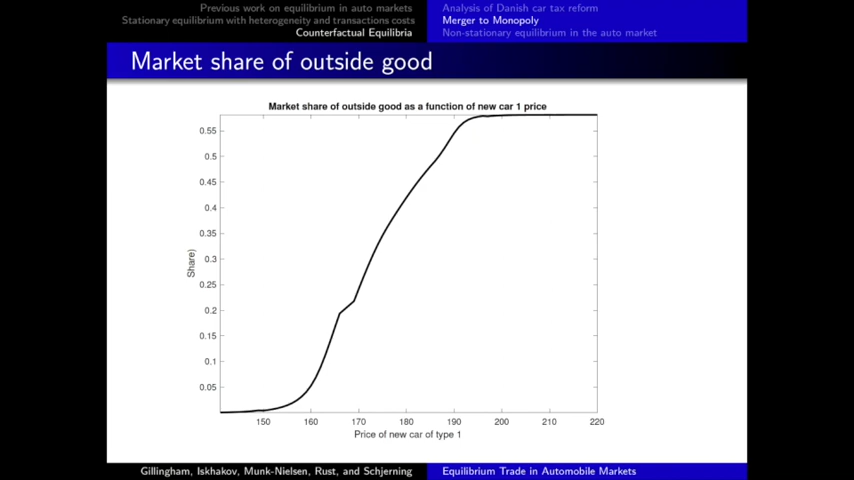 Previous work on equilibrium in auto markets
Stationary equilibrium with heterogeneity and transactions costs
Counterfactual Equilibria
Analysis of Danish car tax reform
Merger to Monopoly
Non-stationary equilibrium in the auto market
Market share of outside good
Market share of outside good as a function of new car 1 price
0.55
0.5
0.45
0.4
0.35
0.3
0.25
0.2
0.15
0.1
0.05
Share)
150 160 170 180 190 200 210 220
Price of new car of type 1
Gillingham, Iskhakov, Munk-Nielsen, Rust, and Schjerning
Equilibrium Trade in Automobile Markets